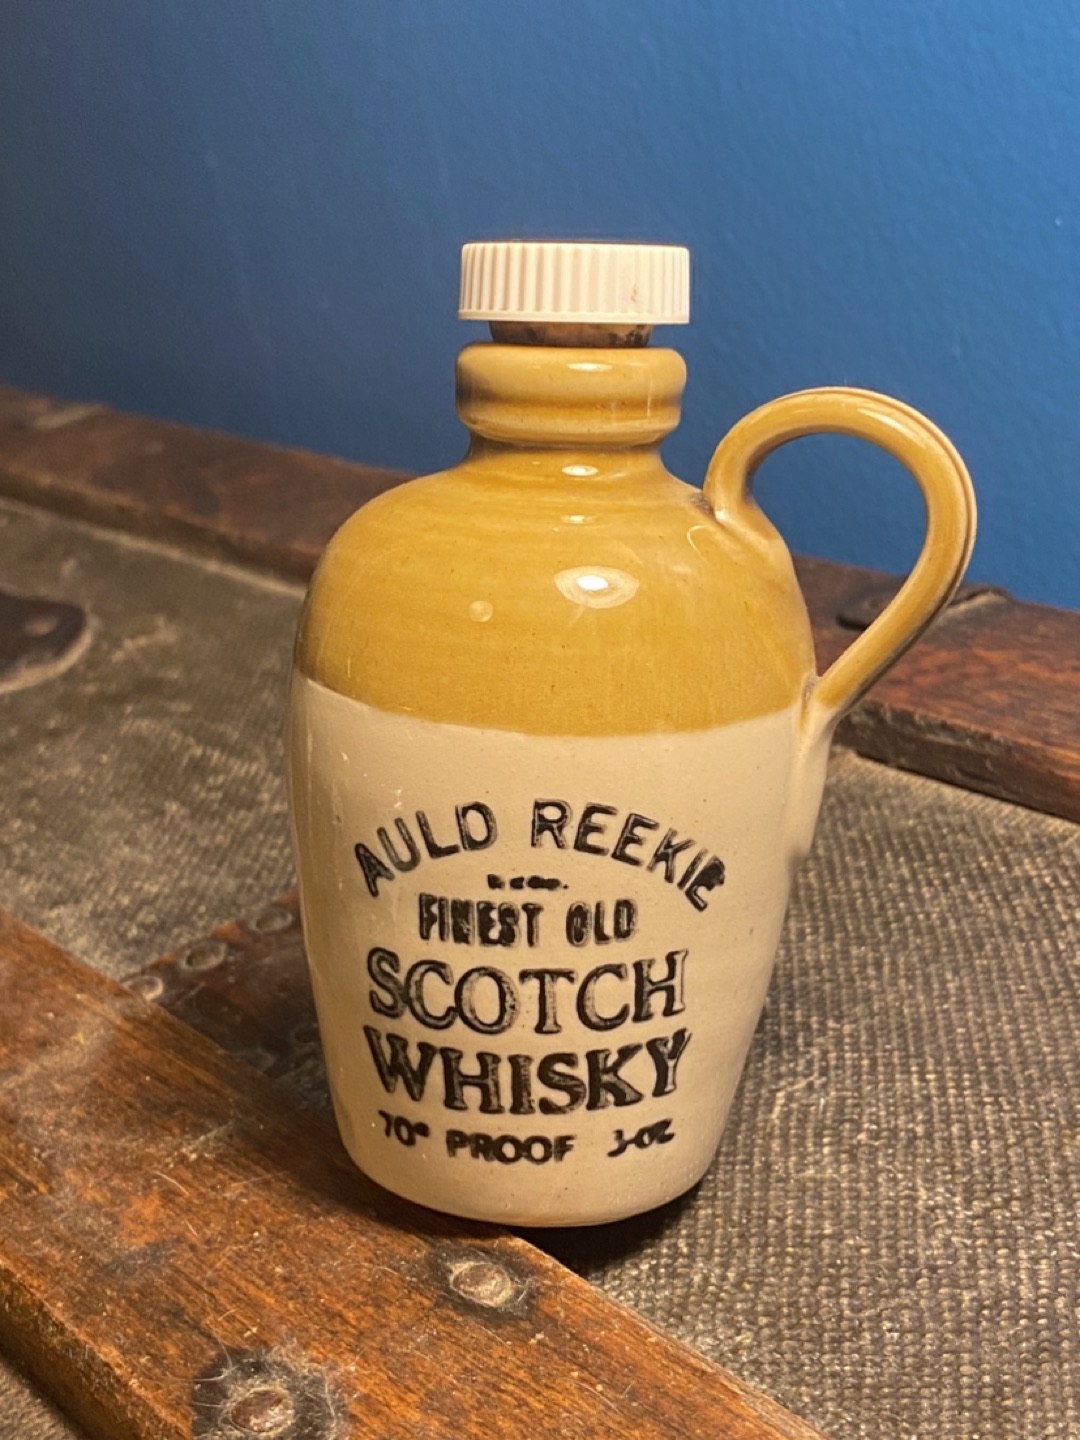 AULD REEKIE
FINEST OLD
SCOTCH
WHISKY
70° PROOF 3-OZ